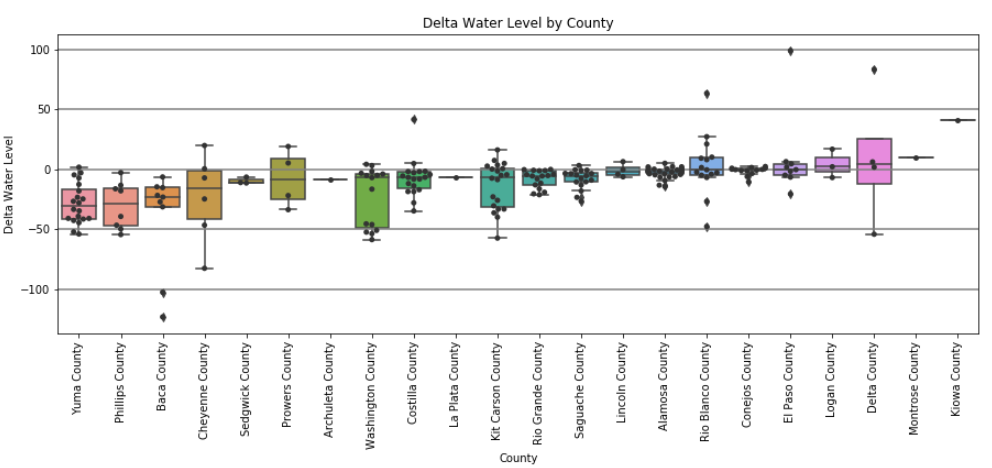 Delta Water Level by County
Delta Water Level
100
50
0
−50
−100
Yuma County
Phillips County
Baca County
Cheyenne County
Sedgwick County
Prowers County
Archuleta County
Washington County
Costilla County
La Plata County
Kit Carson County
Rio Grande County
Saguache County
Lincoln County
Alamosa County
Rio Blanco County
Conejos County
El Paso County
Logan County
Delta County
Montrose County
Kiowa County
County